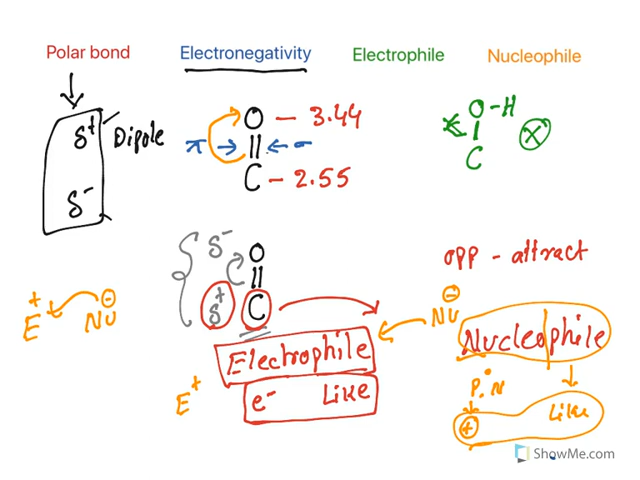 Polar bond Electronegativity Electrophile Nucleophile
δ+ Dipole
δ-
O - 3.44
π → || ← σ
C - 2.55
O-H
C
X
δ- O
||
δ+ C
opp - attract
E+ Nu⊖
Nu⊖
Electrophile
Nucleophile
E+
e- Like
P.N
+ Like
ShowMe.com